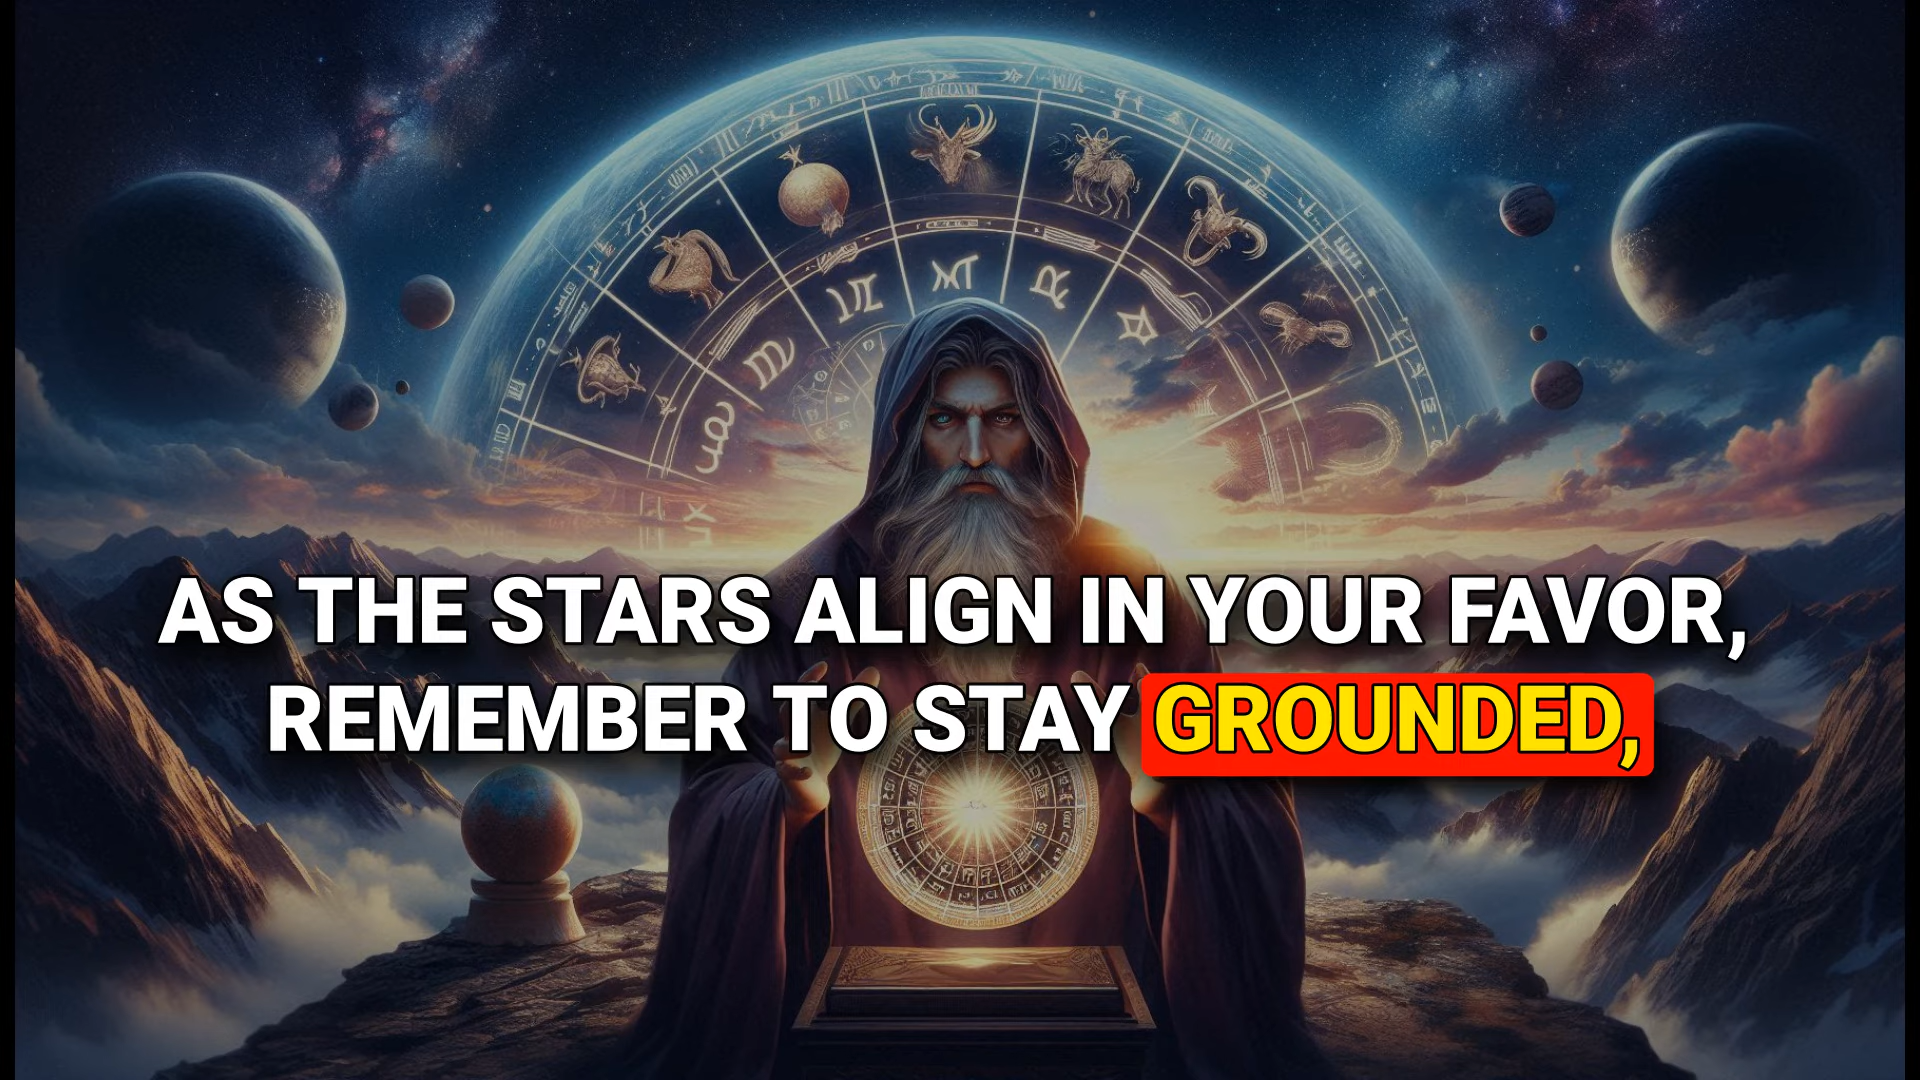 AS THE STARS ALIGN IN YOUR FAVOR,
REMEMBER TO STAY GROUNDED,